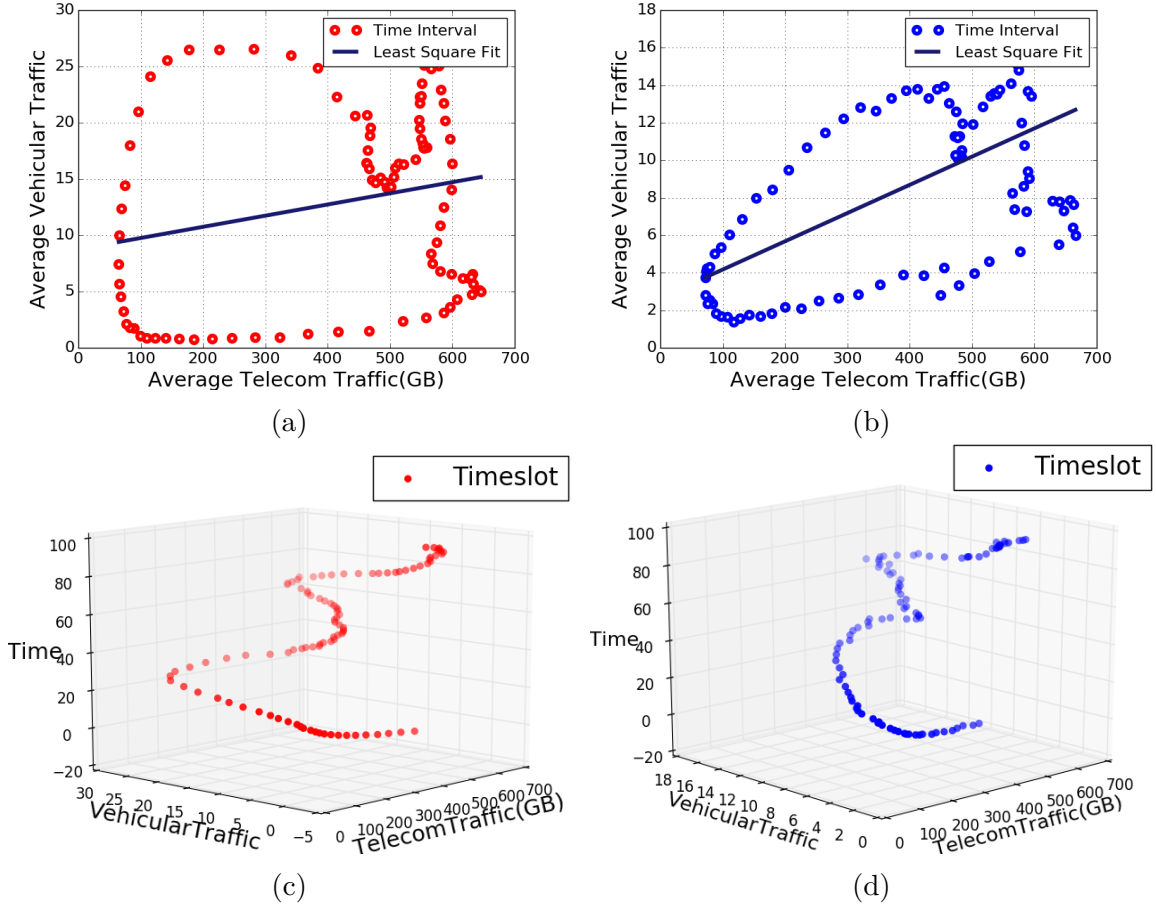 30
25
20
15
10
5
0
Average Vehicular Traffic
Time Interval
Least Square Fit
0 100 200 300 400 500 600 700
Average Telecom Traffic(GB)
(a)
18
16
14
12
10
8
6
4
2
0
Average Vehicular Traffic
Time Interval
Least Square Fit
0 100 200 300 400 500 600 700
Average Telecom Traffic(GB)
(b)
Timeslot
100
80
60
40
20
0
−20
Time
30 25 20 15 10 5 0 −5
VehicularTraffic
0 100 200 300 400 500 600 700
TelecomTraffic(GB)
(c)
Timeslot
100
80
60
40
20
0
−20
Time
18 16 14 12 10 8 6 4 2 0
VehicularTraffic
0 100 200 300 400 500 600 700
TelecomTraffic(GB)
(d)